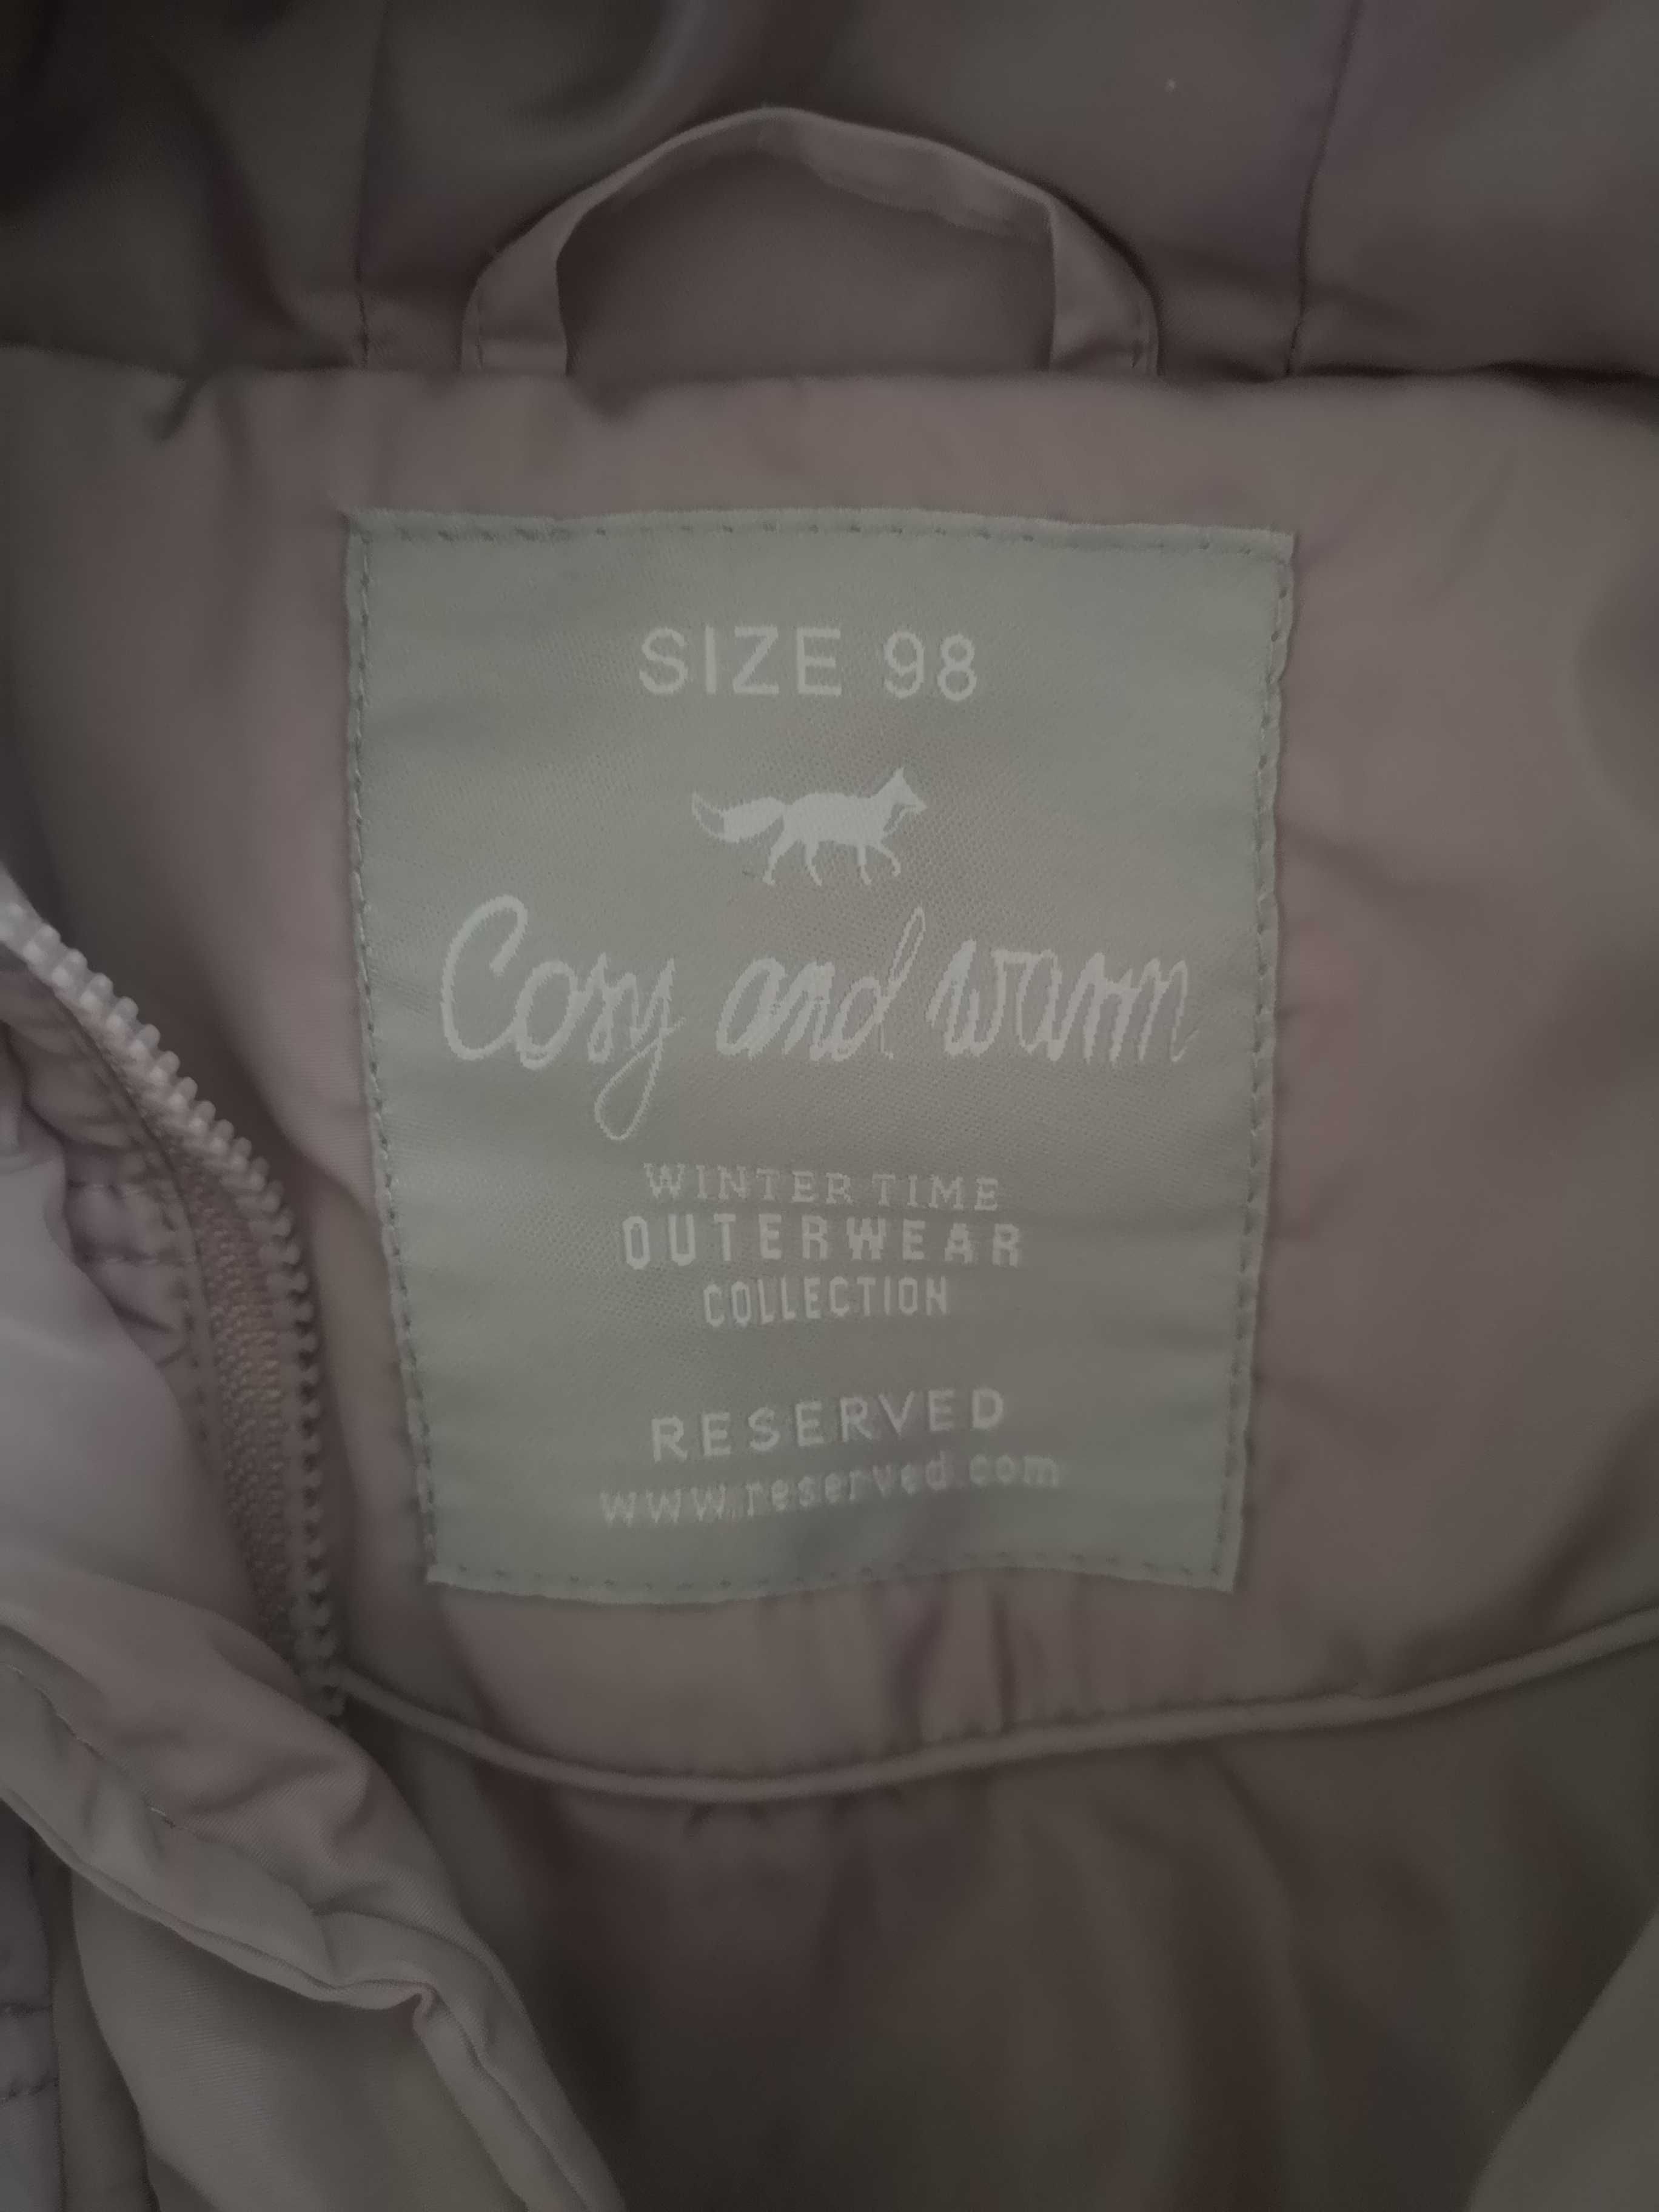 SIZE 98
Cosy and warm
WINTER TIME
OUTERWEAR
COLLECTION
RESERVED
www.reserved.com